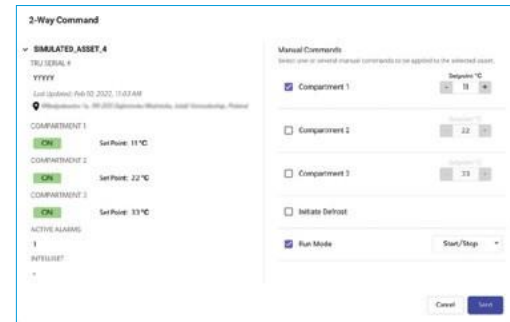 2-Way Command
SIMULATED_ASSET_4
TRU SERIAL #
YYYYY
Last Updated: Feb 10, 2022, 11:03 AM
COMPARTMENT 1
ON Set Point: 11 °C
COMPARTMENT 2
ON Set Point: 22 °C
COMPARTMENT 3
ON Set Point: 33 °C
ACTIVE ALARMS
1
INTELLISET
-
Manual Commands
Select one or several manual commands to be applied to the selected asset.
Compartment 1
Setpoint °C
- 11 +
Compartment 2
Setpoint °C
- 22 +
Compartment 3
Setpoint °C
- 33 +
Initiate Defrost
Run Mode
Start/Stop
Cancel
Send